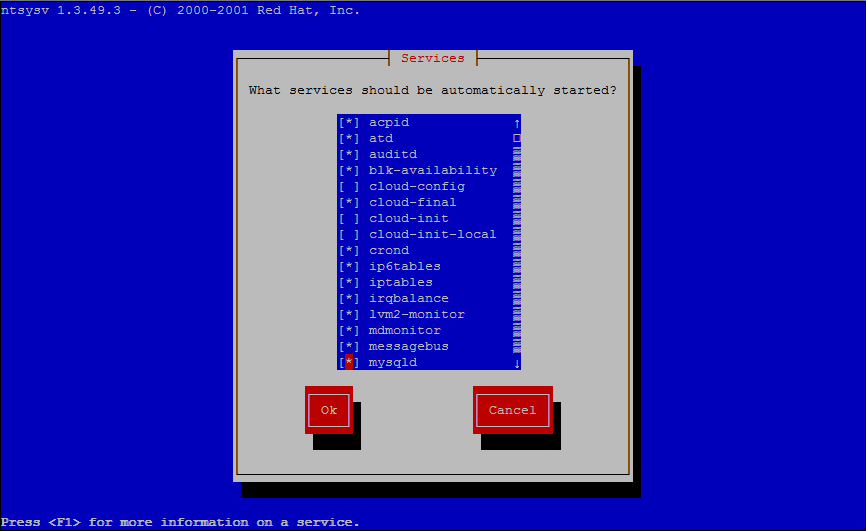 ntsysv 1.3.49.3 - (C) 2000-2001 Red Hat, Inc.
Services
What services should be automatically started?
[*] acpid
[*] atd
[*] auditd
[*] blk-availability
[ ] cloud-config
[*] cloud-final
[ ] cloud-init
[ ] cloud-init-local
[*] crond
[*] ip6tables
[*] iptables
[*] irqbalance
[*] lvm2-monitor
[*] mdmonitor
[*] messagebus
[*] mysqld
Ok Cancel
Press <F1> for more information on a service.